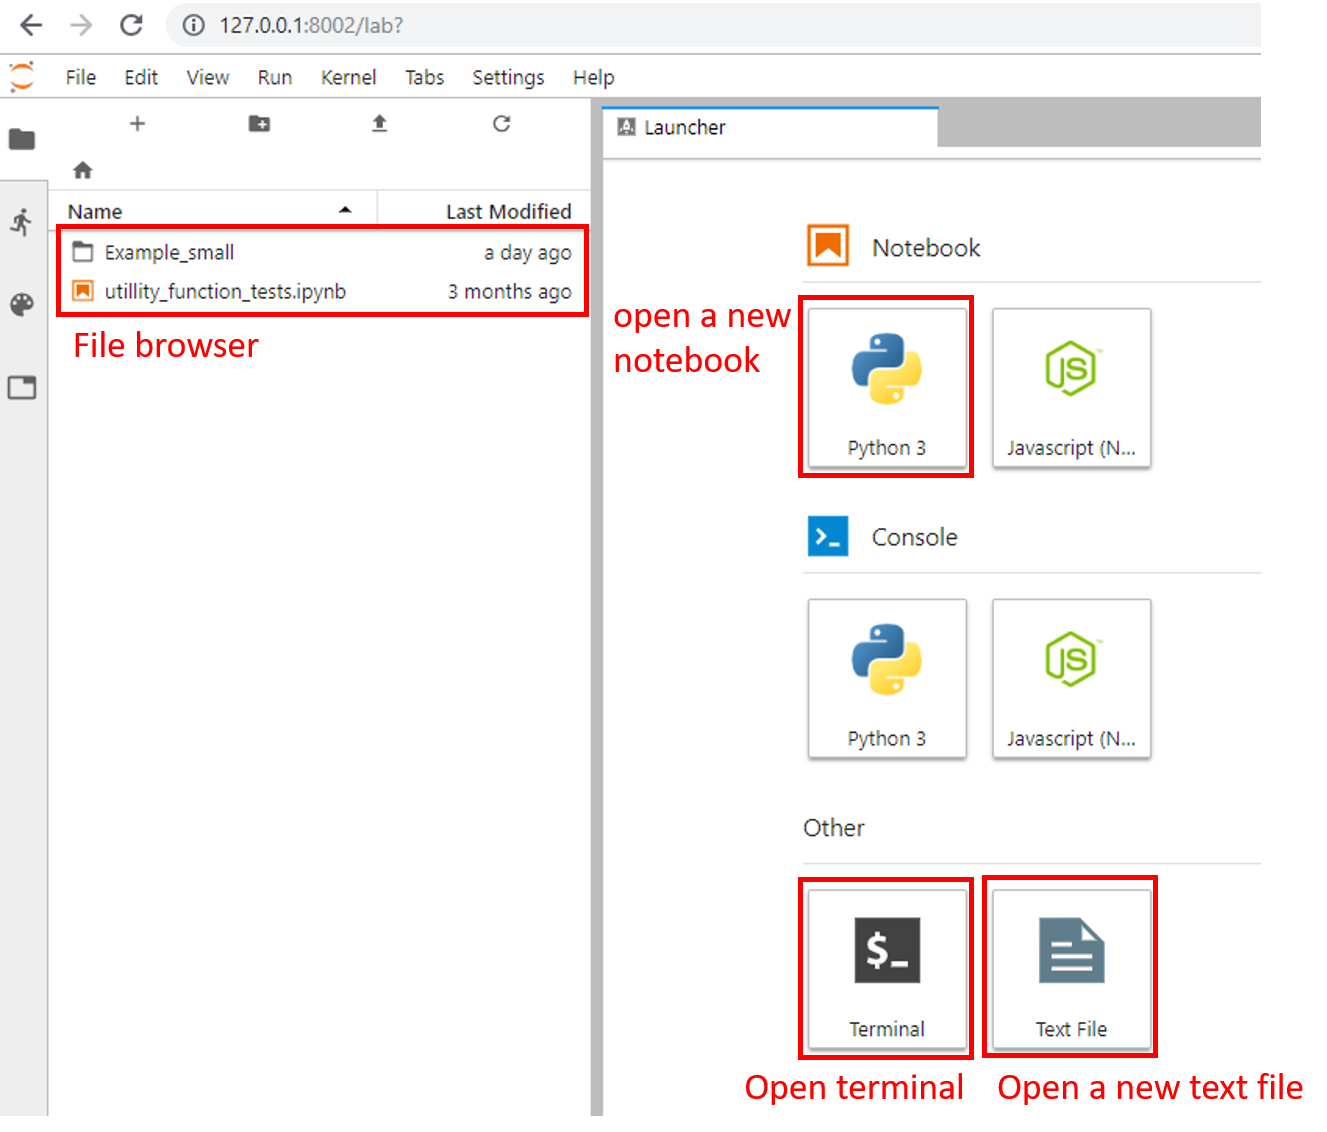 127.0.0.1:8002/lab?
File Edit View Run Kernel Tabs Settings Help
Launcher
Name Last Modified
Example_small a day ago
utillity_function_tests.ipynb 3 months ago
File browser
Notebook
open a new
notebook
Python 3 Javascript (N...
Console
Python 3 Javascript (N...
Other
$_
Terminal Text File
Open terminal Open a new text file